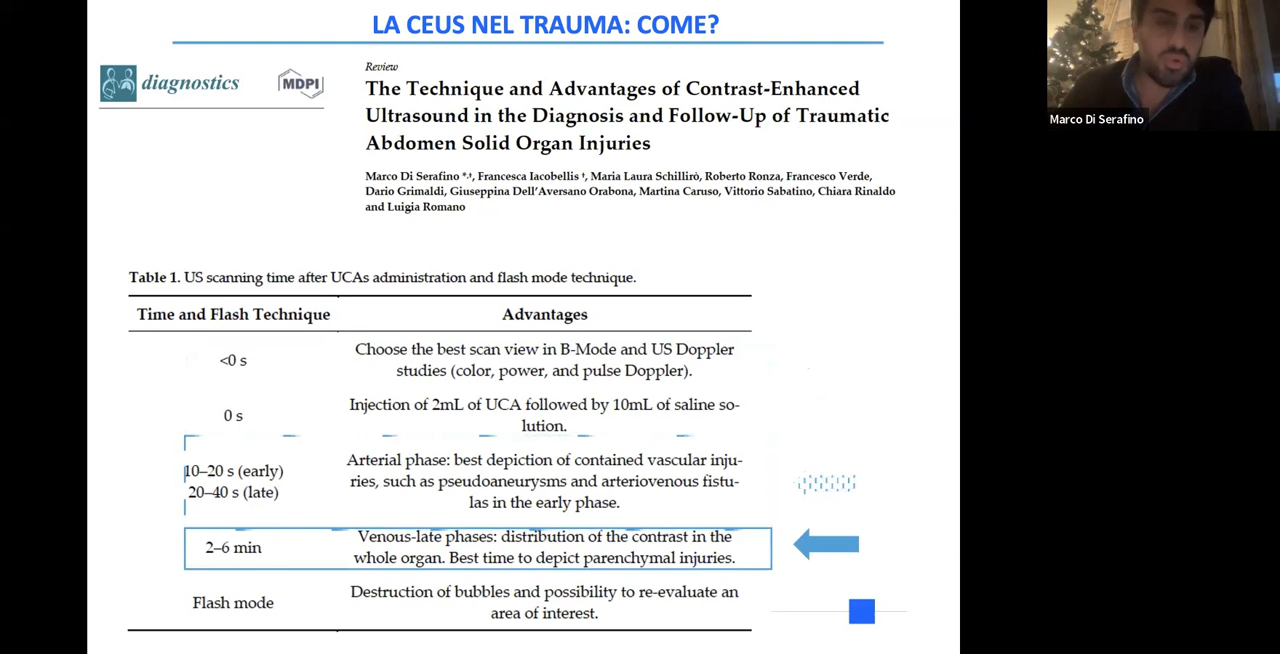 LA CEUS NEL TRAUMA: COME?
Marco Di Serafino
diagnostics
MDPI
Review
The Technique and Advantages of Contrast-Enhanced
Ultrasound in the Diagnosis and Follow-Up of Traumatic
Abdomen Solid Organ Injuries
Marco Di Serafino *,†, Francesca Iacobellis †, Maria Laura Schillirò, Roberto Ronza, Francesco Verde,
Dario Grimaldi, Giuseppina Dell'Aversano Orabona, Martina Caruso, Vittorio Sabatino, Chiara Rinaldo
and Luigia Romano
Table 1. US scanning time after UCAs administration and flash mode technique.
Time and Flash Technique Advantages
<0 s
Choose the best scan view in B-Mode and US Doppler
studies (color, power, and pulse Doppler).
0 s
Injection of 2mL of UCA followed by 10mL of saline so-
lution.
10–20 s (early)
20–40 s (late)
Arterial phase: best depiction of contained vascular inju-
ries, such as pseudoaneurysms and arteriovenous fistu-
las in the early phase.
2–6 min
Venous-late phases: distribution of the contrast in the
whole organ. Best time to depict parenchymal injuries.
Flash mode
Destruction of bubbles and possibility to re-evaluate an
area of interest.